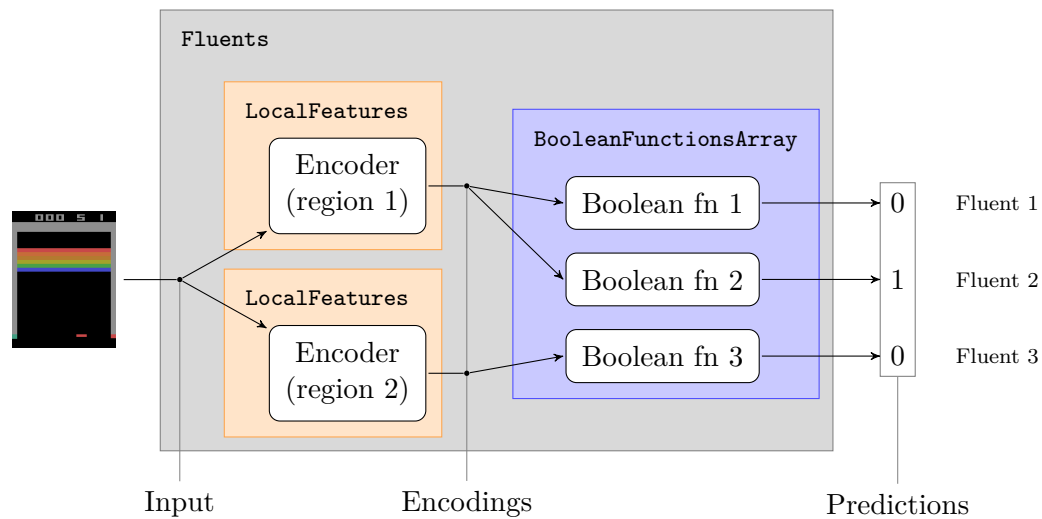 Fluents
LocalFeatures
Encoder
(region 1)
LocalFeatures
Encoder
(region 2)
BooleanFunctionsArray
Boolean fn 1
Boolean fn 2
Boolean fn 3
000 5 1
0
1
0
Fluent 1
Fluent 2
Fluent 3
Input
Encodings
Predictions